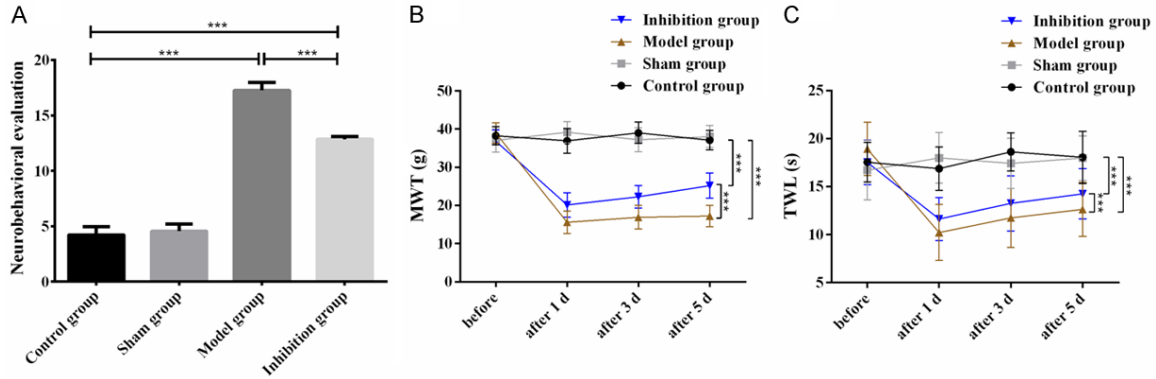 A
***
***
***
Neurobehavioral evaluation
20
15
10
5
0
Control group
Sham group
Model group
Inhibition group
B
Inhibition group
Model group
Sham group
Control group
MWT (g)
50
40
30
20
10
0
before
after 1 d
after 3 d
after 5 d
***
***
***
C
Inhibition group
Model group
Sham group
Control group
TWL (s)
25
20
15
10
5
before
after 1 d
after 3 d
after 5 d
***
***
***